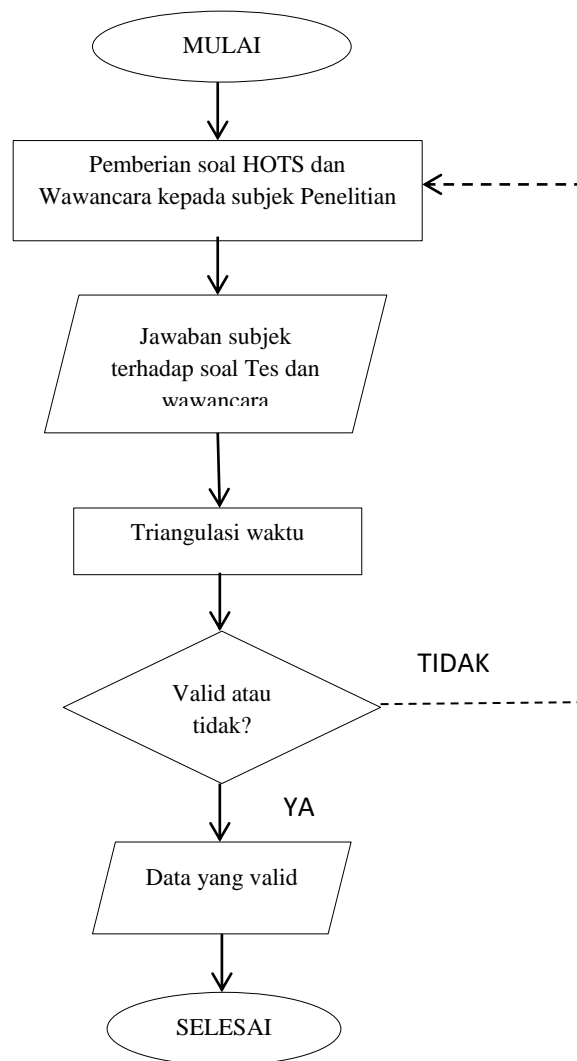 MULAI
Pemberian soal HOTS dan
Wawancara kepada subjek Penelitian
Jawaban subjek
terhadap soal Tes dan
wawancara
Triangulasi waktu
TIDAK
Valid atau
tidak?
YA
Data yang valid
SELESAI